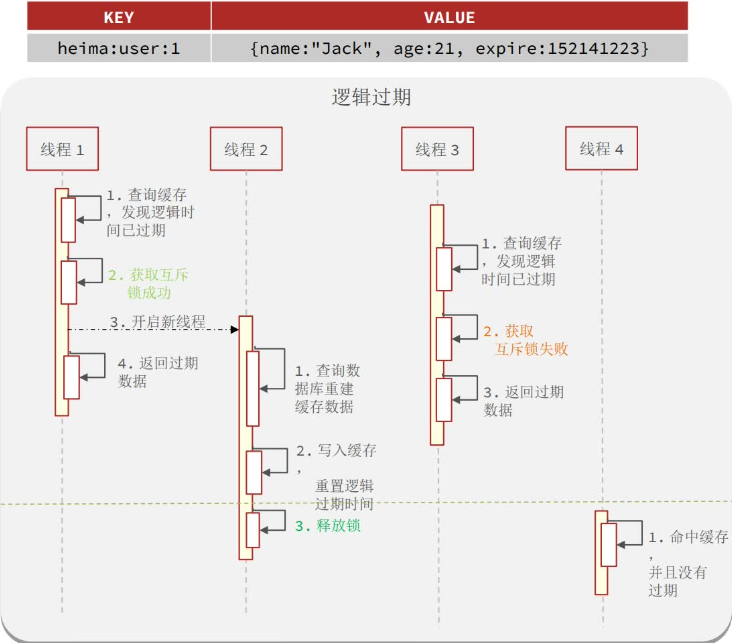 KEY VALUE
heima:user:1 {name:"Jack", age:21, expire:152141223}
逻辑过期
线程 1 线程 2 线程 3 线程 4
1. 查询缓存
，发现逻辑时
间已过期
2. 获取互斥
锁成功
3. 开启新线程
4. 返回过期
数据
1. 查询数
据库重建
缓存数据
2. 写入缓存
，
重置逻辑
过期时间
3. 释放锁
1. 查询缓存
，发现逻辑
时间已过期
2. 获取
互斥锁失败
3. 返回过期
数据
1. 命中缓存
，
并且没有
过期